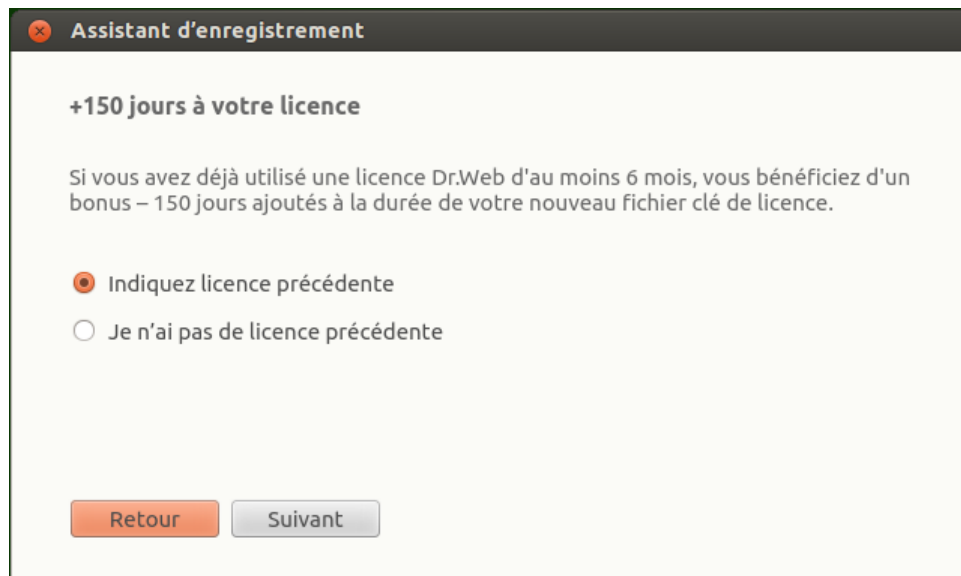 Assistant d’enregistrement
+150 jours à votre licence
Si vous avez déjà utilisé une licence Dr.Web d'au moins 6 mois, vous bénéficiez d'un
bonus – 150 jours ajoutés à la durée de votre nouveau fichier clé de licence.
Indiquez licence précédente
Je n’ai pas de licence précédente
Retour
Suivant